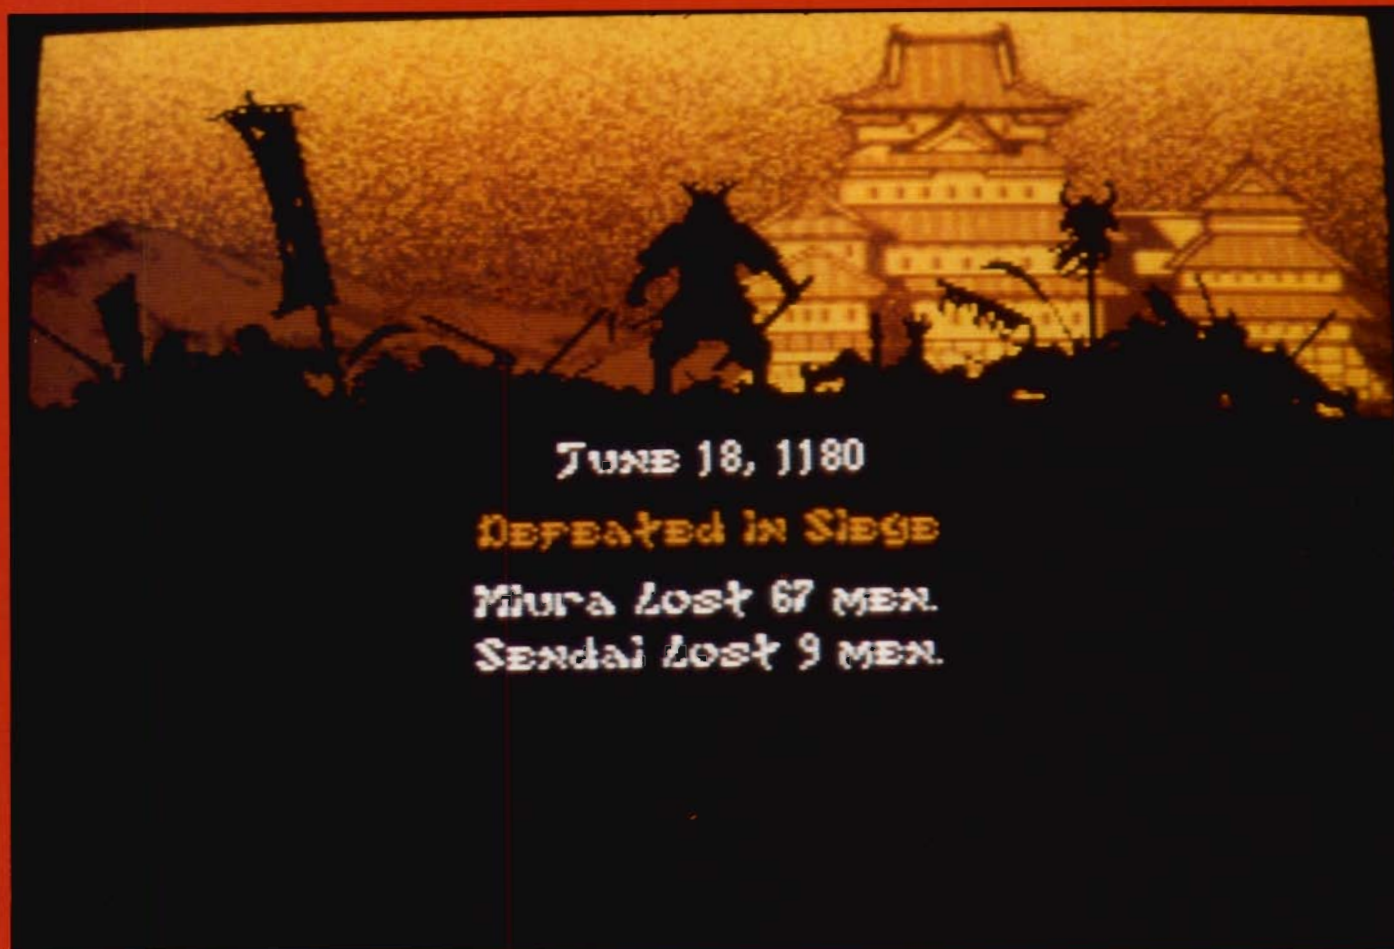 June 18, 1180
Defeated in Siege
Miura Lost 67 men.
Sendai Lost 9 men.